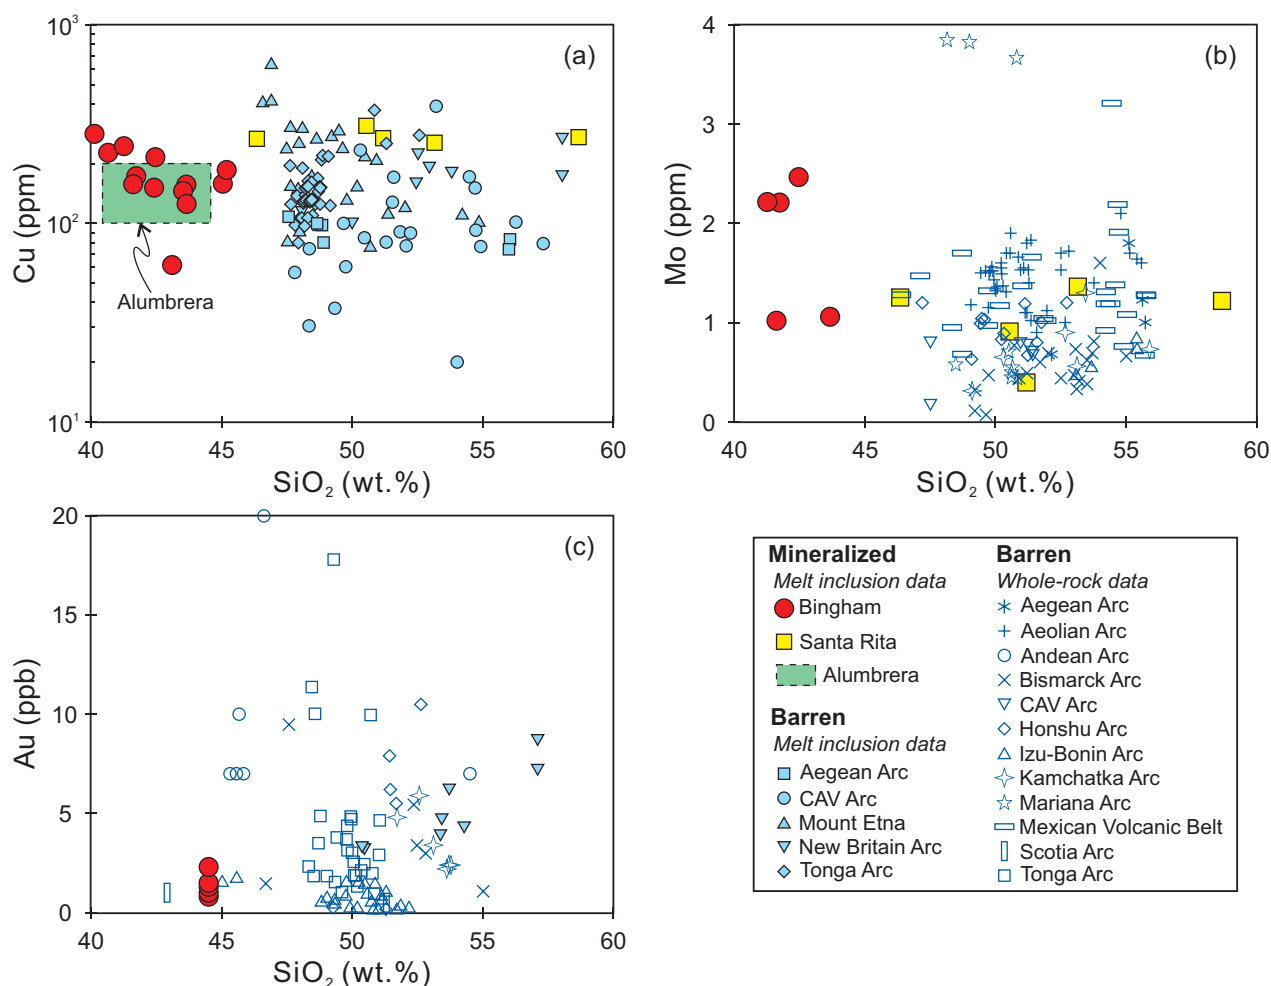 (a)
10³
10²
10¹
Cu (ppm)
Alumbrera
40 45 50 55 60
SiO₂ (wt.%)
(b)
4
3
2
1
0
Mo (ppm)
40 45 50 55 60
SiO₂ (wt.%)
(c)
20
15
10
5
0
Au (ppb)
40 45 50 55 60
SiO₂ (wt.%)
Mineralized
Melt inclusion data
Bingham
Santa Rita
Alumbrera
Barren
Melt inclusion data
Aegean Arc
CAV Arc
Mount Etna
New Britain Arc
Tonga Arc
Barren
Whole-rock data
Aegean Arc
Aeolian Arc
Andean Arc
Bismarck Arc
CAV Arc
Honshu Arc
Izu-Bonin Arc
Kamchatka Arc
Mariana Arc
Mexican Volcanic Belt
Scotia Arc
Tonga Arc